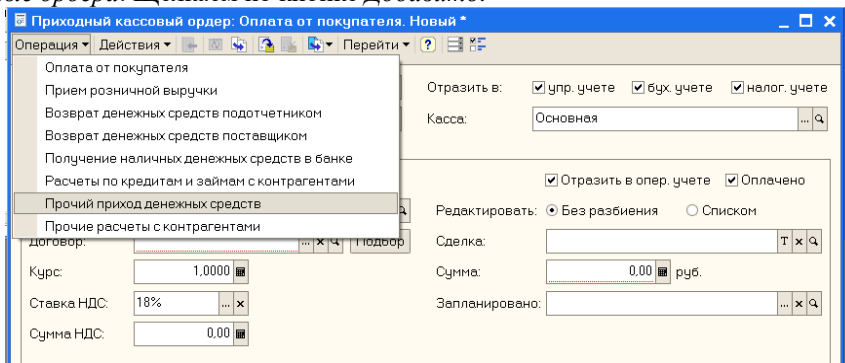 Приходный кассовый ордер: Оплата от покупателя. Новый *
Операция Действия Перейти ?
Оплата от покупателя
Прием розничной выручки
Возврат денежных средств подотчетником
Возврат денежных средств поставщиком
Получение наличных денежных средств в банке
Расчеты по кредитам и займам с контрагентами
Прочий приход денежных средств
Прочие расчеты с контрагентами
Отразить в: упр. учете бух. учете налог. учете
Касса: Основная ...
Отразить в опер. учете Оплачено
Редактировать: Без разбиения Списком
Договор: ... x Подбор Сделка: T x
Курс: 1,0000 Сумма: 0,00 руб.
Ставка НДС: 18% ... x Запланировано: ... x
Сумма НДС: 0,00